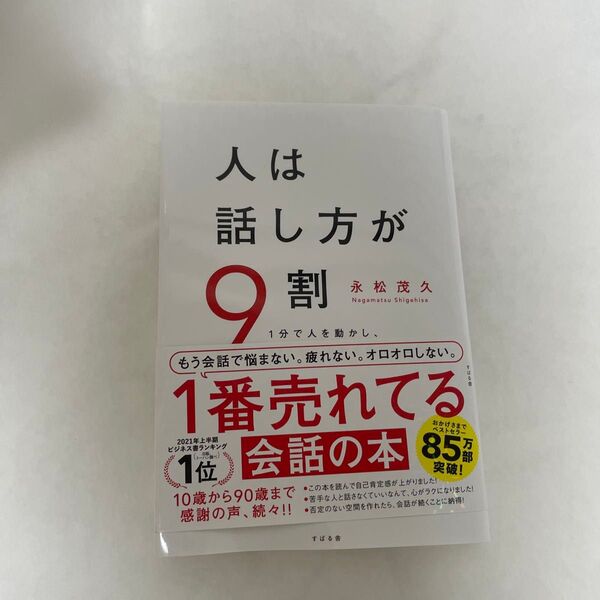 人は
話し方が
9割
永松茂久
Nagamatsu Shigehisa
1分で人を動かし、
もう会話で悩まない。疲れない。オロオロしない。
すばる舎
1番売れてる
会話の本
2021年上半期
ビジネス書ランキング
1位
おかげさまで
ベストセラー
85万部
突破!
10歳から90歳まで
感謝の声、続々!!
・この本を読んで自己肯定感が上がりました!
・苦手な人と話さなくていいなんて、心がラクになりました!
・否定のない空間を作れたら、会話が続くことに納得!
すばる舎